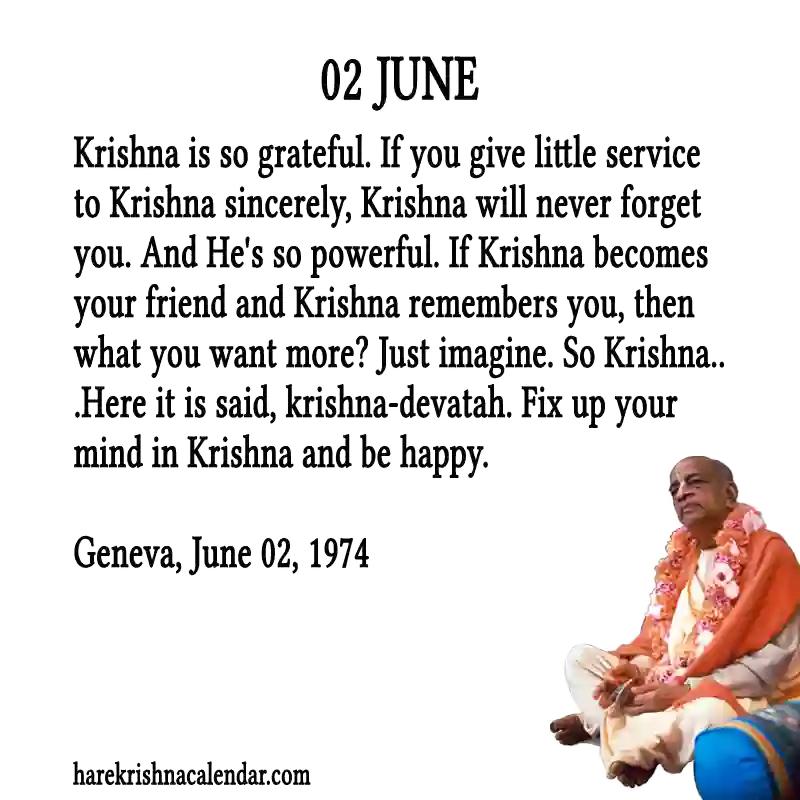 02 JUNE
Krishna is so grateful. If you give little service
to Krishna sincerely, Krishna will never forget
you. And He's so powerful. If Krishna becomes
your friend and Krishna remembers you, then
what you want more? Just imagine. So Krishna..
.Here it is said, krishna-devatah. Fix up your
mind in Krishna and be happy.
Geneva, June 02, 1974
harekrishnacalendar.com